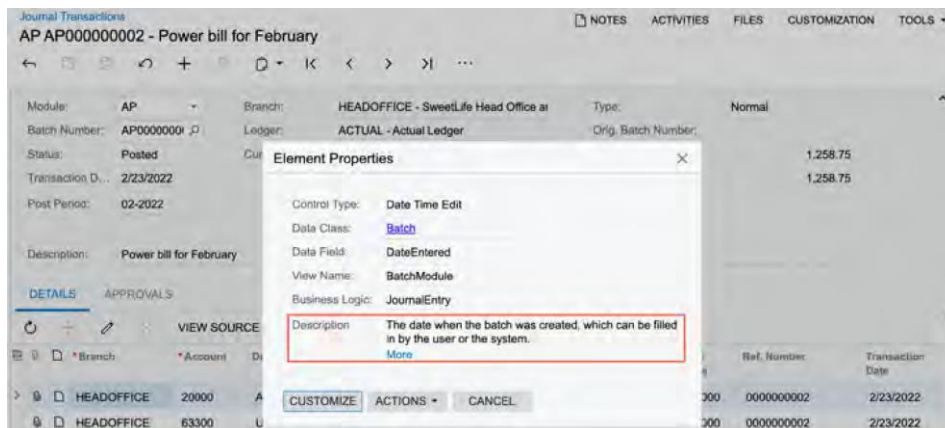 Journal Transactions
NOTES ACTIVITIES FILES CUSTOMIZATION TOOLS
AP AP000000002 - Power bill for February
Module: AP Branch: HEADOFFICE - SweetLife Head Office an Type: Normal
Batch Number: AP0000000 Ledger: ACTUAL - Actual Ledger Orig. Batch Number:
Status: Posted Cur 1,258.75
Transaction D... 2/23/2022 1,258.75
Post Period: 02-2022
Description: Power bill for February
Element Properties
Control Type: Date Time Edit
Data Class: Batch
Data Field: DateEntered
View Name: BatchModule
Business Logic: JournalEntry
Description The date when the batch was created, which can be filled
in by the user or the system.
More
CUSTOMIZE ACTIONS CANCEL
DETAILS APPROVALS
VIEW SOURCE
*Branch *Account Ref. Number Transaction
Date
HEADOFFICE 20000 000 0000000002 2/23/2022
HEADOFFICE 63300 000 0000000002 2/23/2022